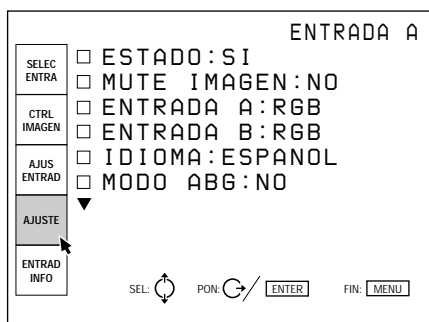 ENTRADA A
SELEC
ENTRA
CTRL
IMAGEN
AJUS
ENTRAD
AJUSTE
ENTRAD
INFO
ESTADO:SI
MUTE IMAGEN:NO
ENTRADA A:RGB
ENTRADA B:RGB
IDIOMA:ESPANOL
MODO ABG:NO
SEL: PON: ENTER FIN: MENU